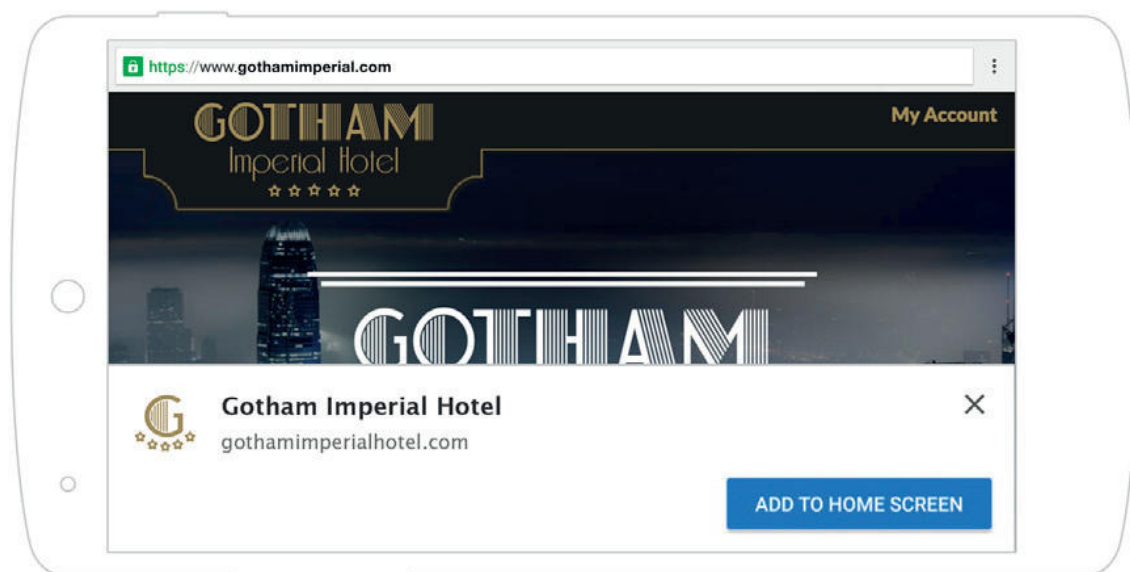 https://www.gothamimperial.com
GOTHAM
Imperial Hotel
My Account
GOTHAM
Gotham Imperial Hotel
gothamimperialhotel.com
ADD TO HOME SCREEN
G